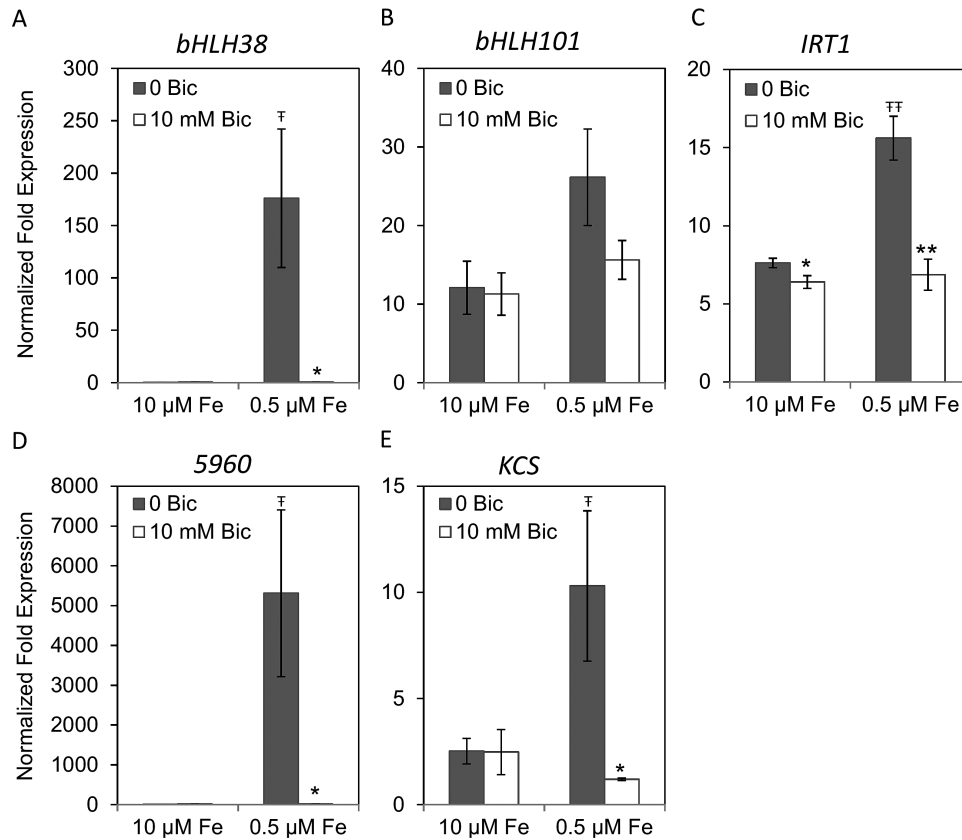 A
bHLH38
Normalized Fold Expression
300
250
200
150
100
50
0
0 Bic
10 mM Bic
Ŧ
*
10 µM Fe
0.5 µM Fe
B
bHLH101
40
30
20
10
0
0 Bic
10 mM Bic
10 µM Fe
0.5 µM Fe
C
IRT1
20
15
10
5
0
0 Bic
10 mM Bic
ŦŦ
*
**
10 µM Fe
0.5 µM Fe
D
5960
Normalized Fold Expression
8000
7000
6000
5000
4000
3000
2000
1000
0
0 Bic
10 mM Bic
Ŧ
*
10 µM Fe
0.5 µM Fe
E
KCS
15
10
5
0
0 Bic
10 mM Bic
Ŧ
*
10 µM Fe
0.5 µM Fe